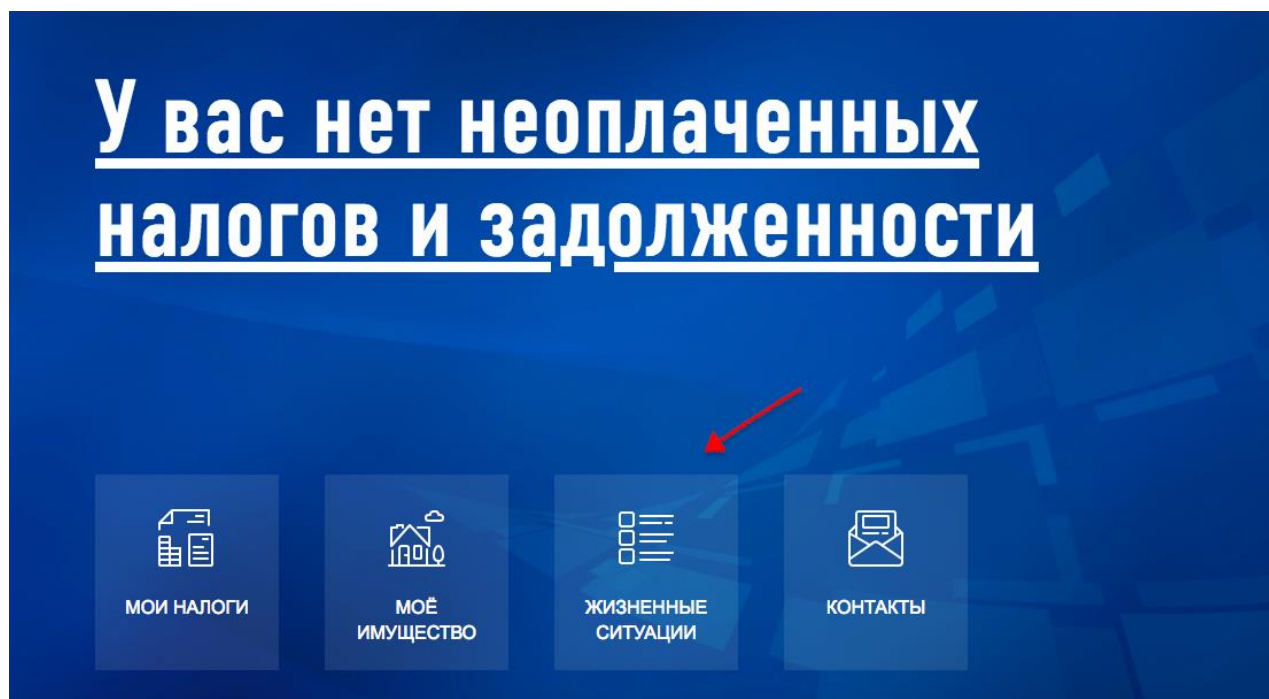 У вас нет неоплаченных
налогов и задолженности
МОИ НАЛОГИ
МОЁ
ИМУЩЕСТВО
ЖИЗНЕННЫЕ
СИТУАЦИИ
КОНТАКТЫ